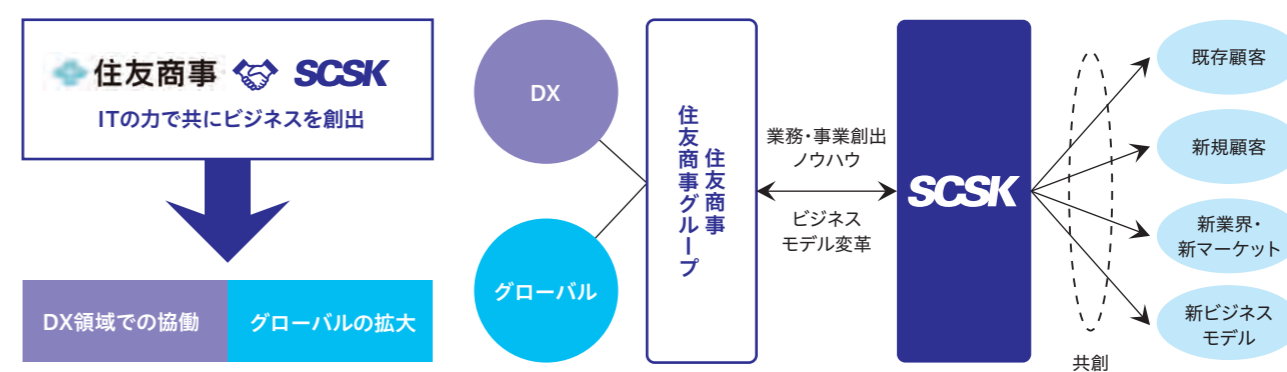 住友商事 SCSK
ITの力で共にビジネスを創出
DX領域での協働
グローバルの拡大
DX
グローバル
住友商事
住友商事グループ
業務・事業創出
ノウハウ
ビジネス
モデル変革
SCSK
共創
既存顧客
新規顧客
新業界・
新マーケット
新ビジネス
モデル